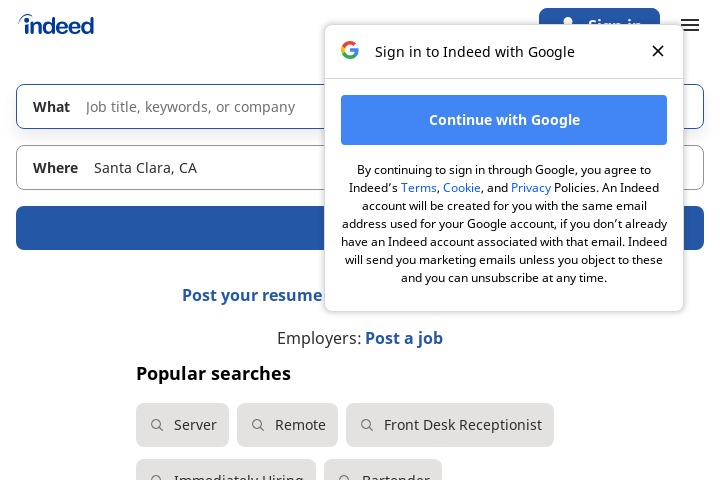 indeed
Sign in
Sign in to Indeed with Google
Continue with Google
By continuing to sign in through Google, you agree to
Indeed's Terms, Cookie, and Privacy Policies. An Indeed
account will be created for you with the same email
address used for your Google account, if you don't already
have an Indeed account associated with that email. Indeed
will send you marketing emails unless you object to these
and you can unsubscribe at any time.
What Job title, keywords, or company
Where Santa Clara, CA
Post your resume
Employers: Post a job
Popular searches
Server Remote Front Desk Receptionist
Immediately Hiring Bartender